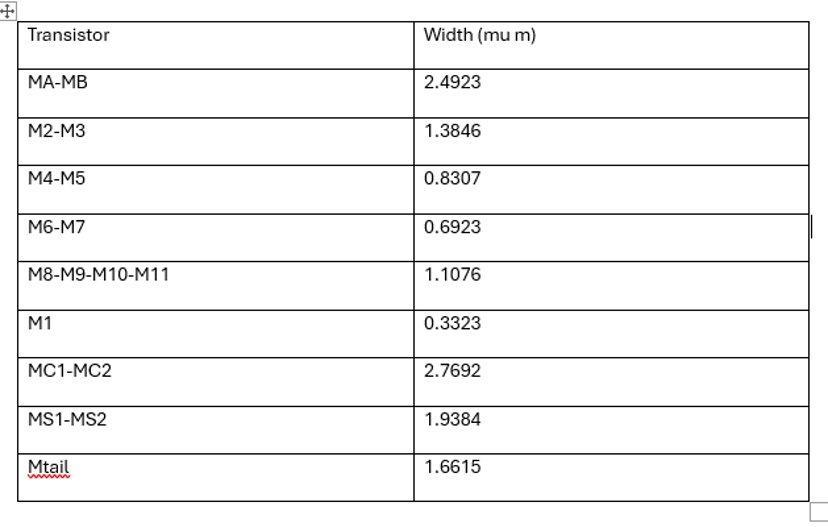 Transistor Width (mu m)
MA-MB 2.4923
M2-M3 1.3846
M4-M5 0.8307
M6-M7 0.6923
M8-M9-M10-M11 1.1076
M1 0.3323
MC1-MC2 2.7692
MS1-MS2 1.9384
Mtail 1.6615